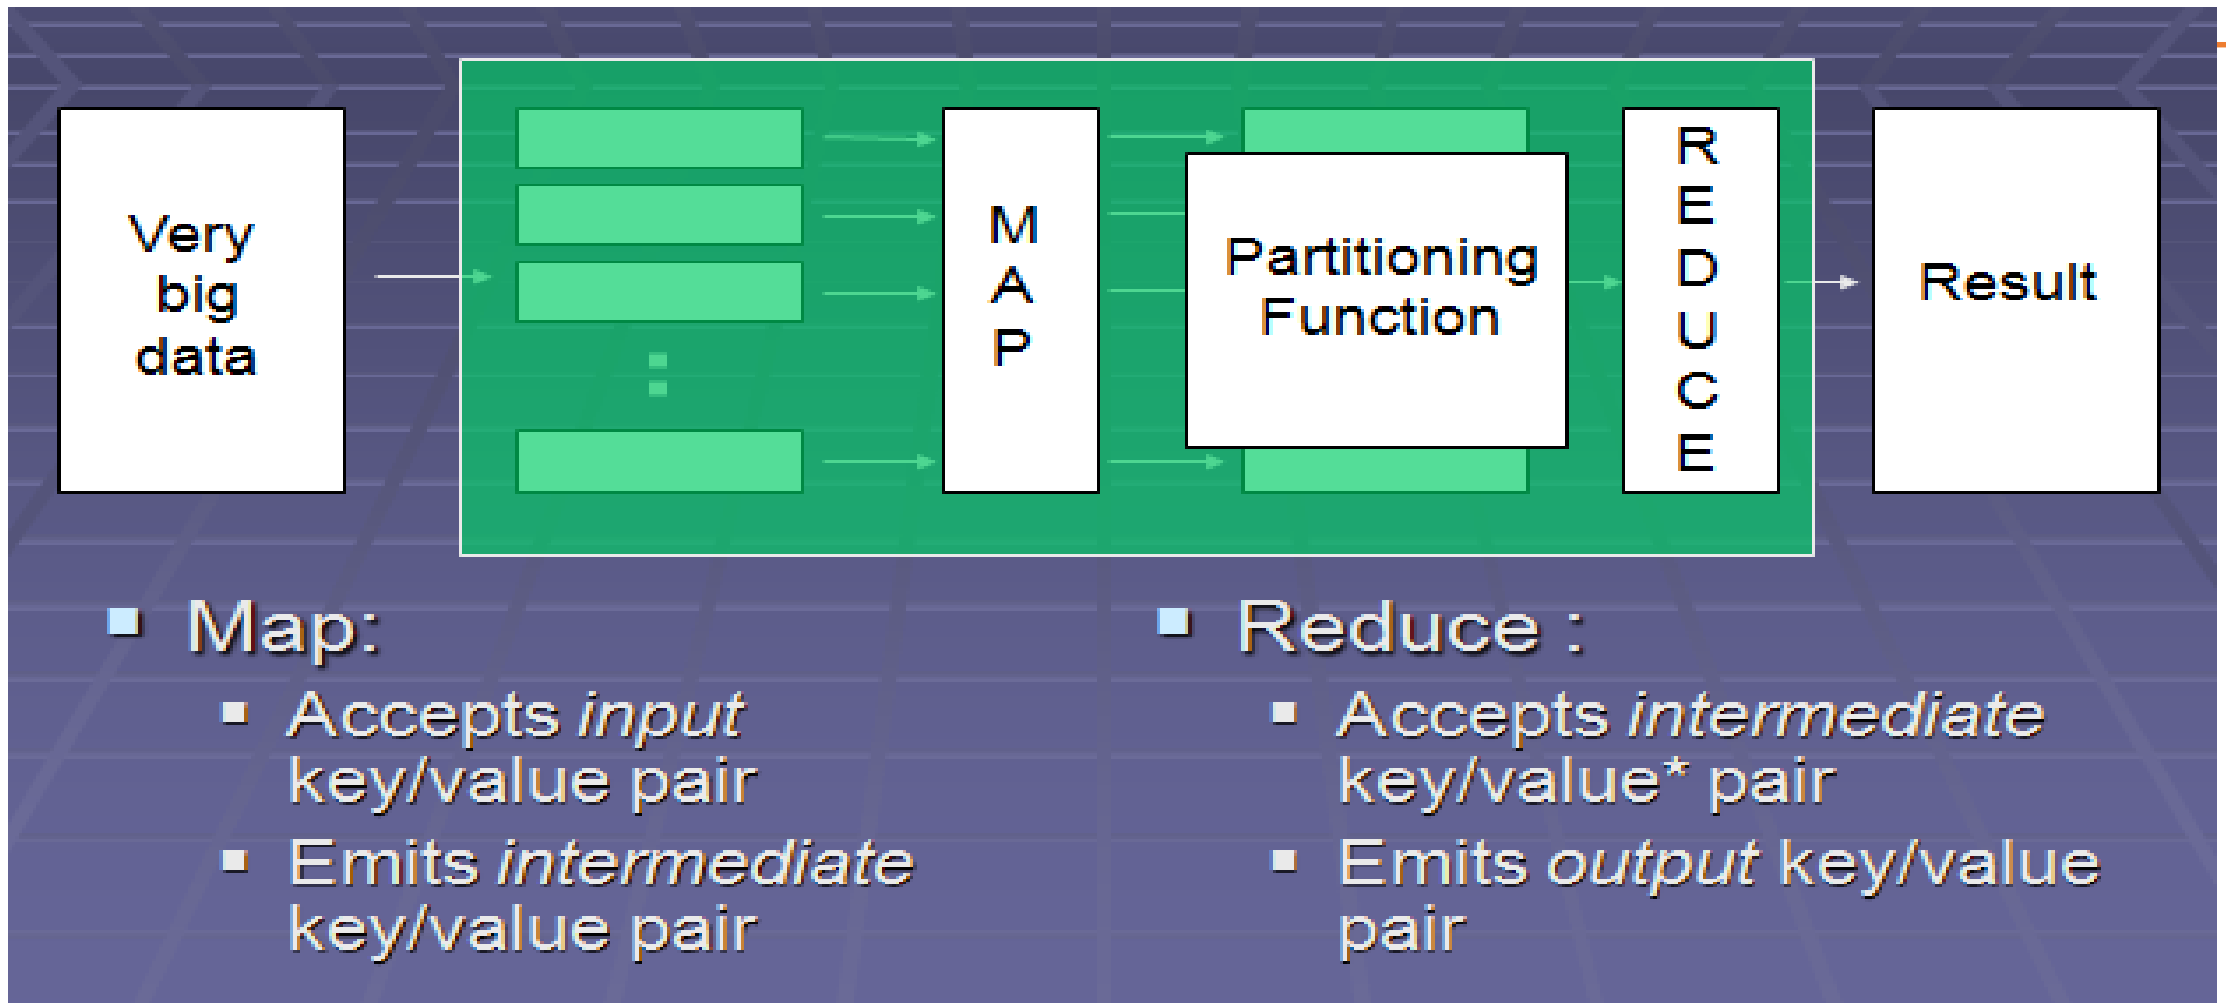 Very
big
data
M
A
P
Partitioning
Function
R
E
D
U
C
E
Result
Map:
Accepts input
key/value pair
Emits intermediate
key/value pair
Reduce :
Accepts intermediate
key/value* pair
Emits output key/value
pair